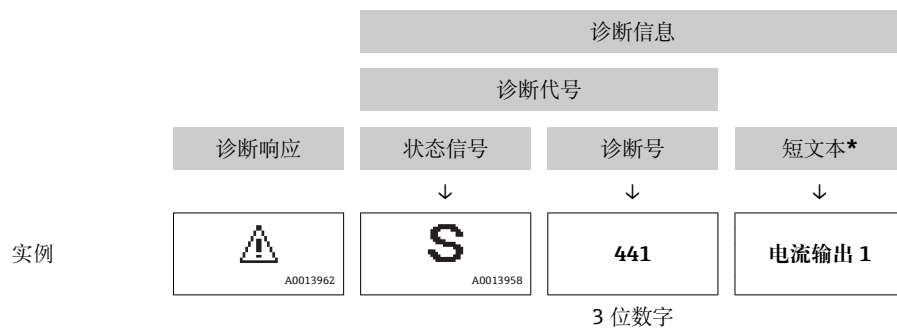 诊断信息
诊断代号
诊断响应 状态信号 诊断号 短文本*
↓ ↓ ↓
实例 S 441 电流输出 1
A0013962 A0013958
3 位数字